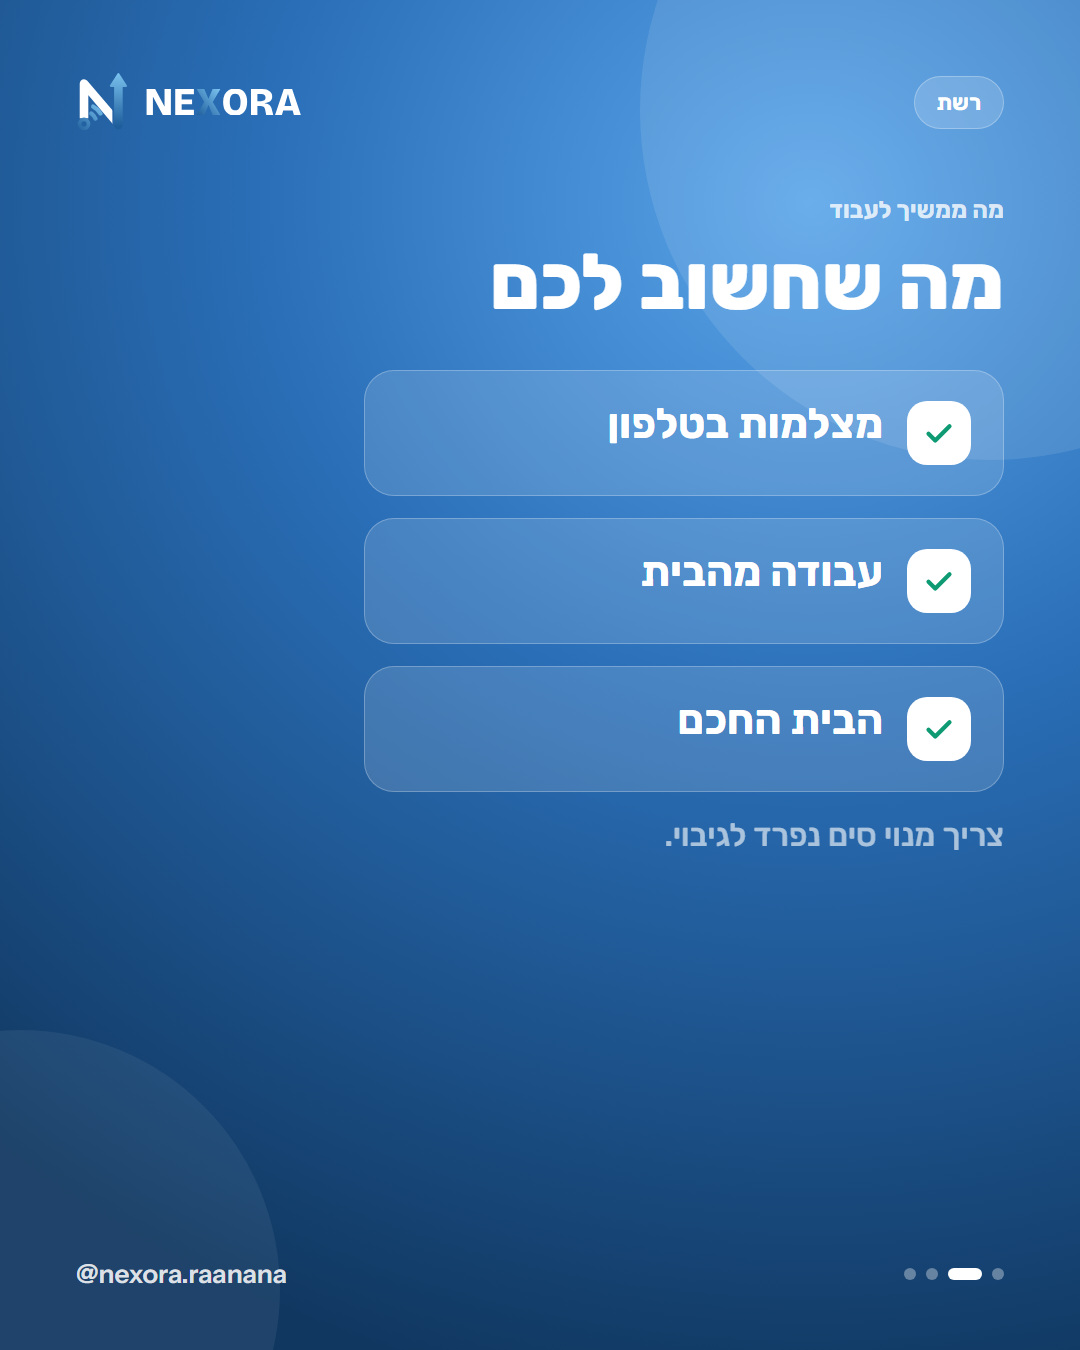 NEXORA
רשת
מה ממשיך לעבוד
מה שחשוב לכם
מצלמות בטלפון
עבודה מהבית
הבית החכם
צריך מנוי סים נפרד לגיבוי.
@nexora.raanana